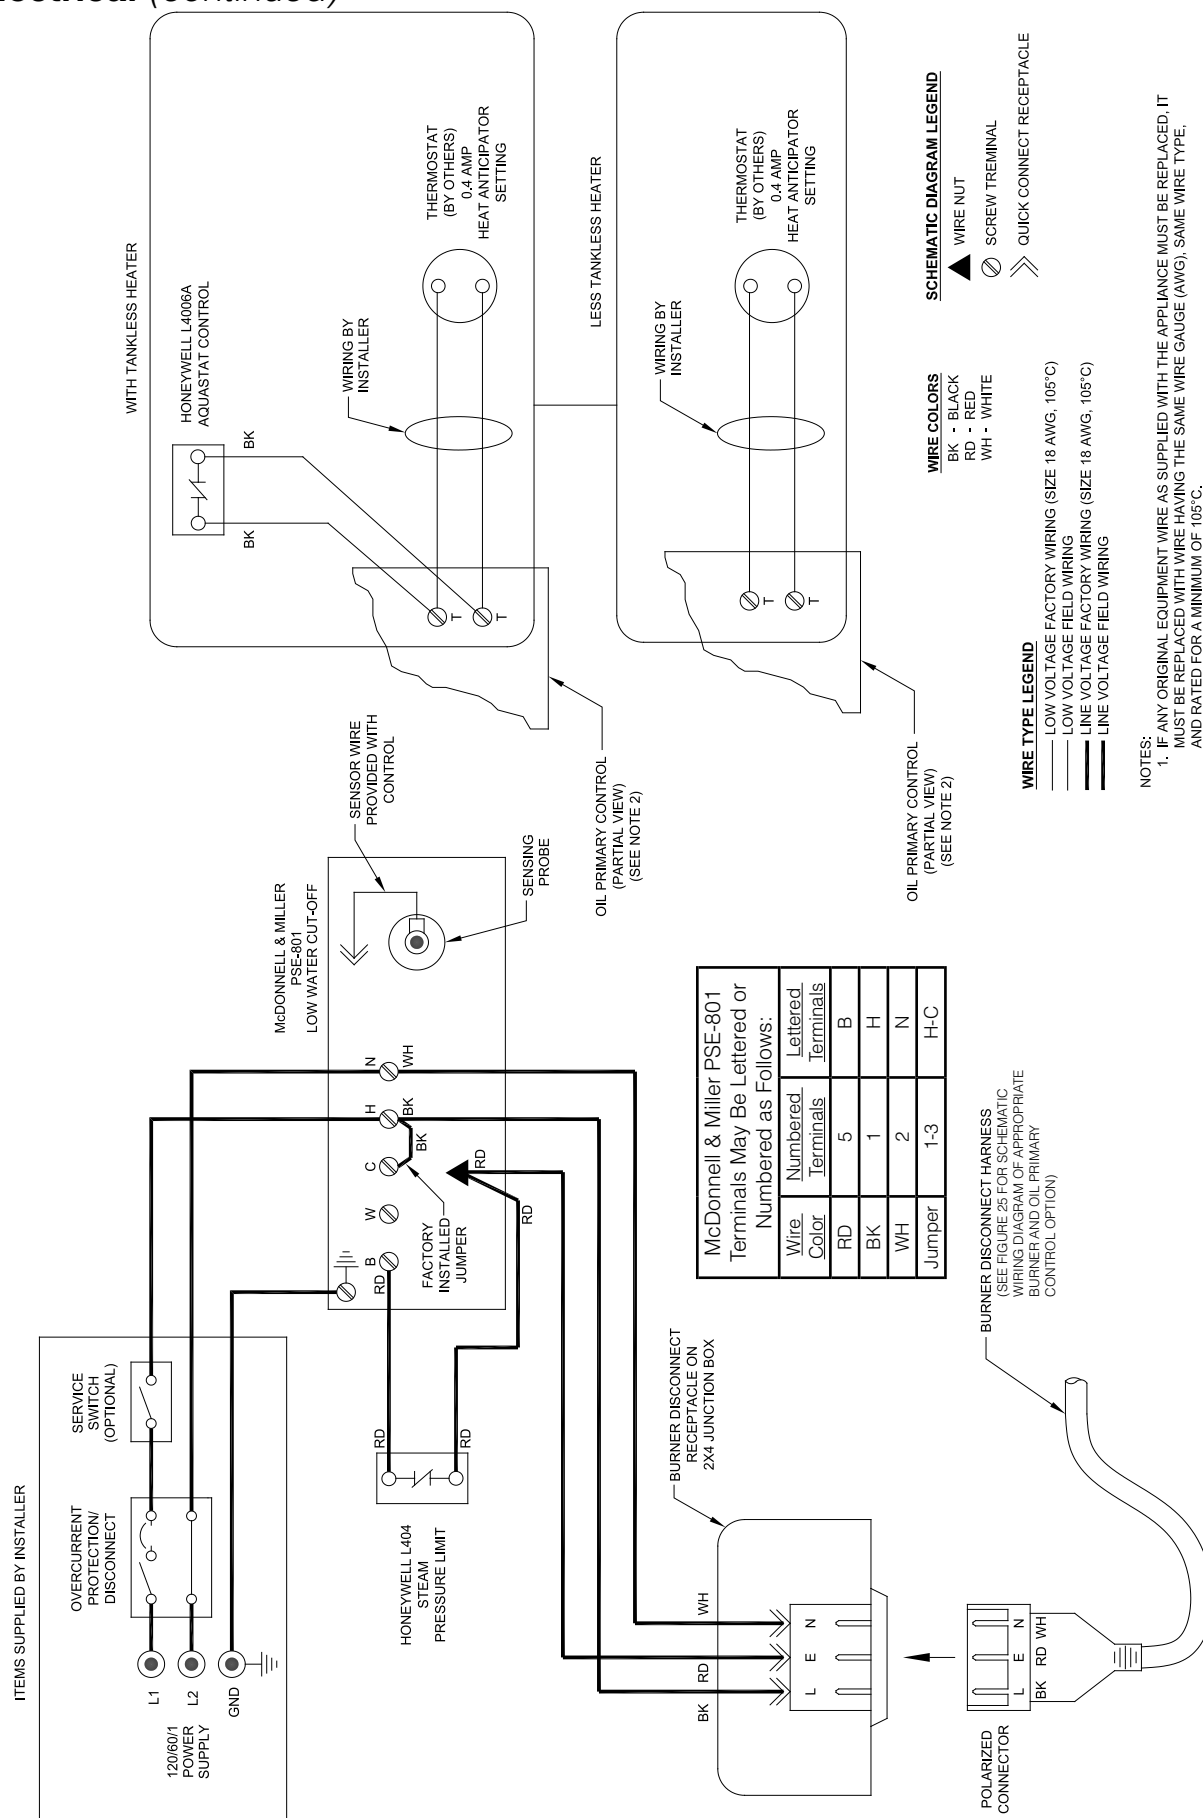 (continued)
ITEMS SUPPLIED BY INSTALLER
120/60/1
POWER
SUPPLY
L1
L2
GND
OVERCURRENT
PROTECTION/
DISCONNECT
SERVICE
SWITCH
(OPTIONAL)
HONEYWELL L404
STEAM
PRESSURE LIMIT
RD
RD
McDONNELL & MILLER
PSE-801
LOW WATER CUT-OFF
B
W
C
H
N
RD
BK
BK
WH
RD
RD
FACTORY
INSTALLED
JUMPER
SENSOR WIRE
PROVIDED WITH
CONTROL
SENSING
PROBE
WITH TANKLESS HEATER
HONEYWELL L4006A
AQUASTAT CONTROL
BK
BK
T
T
WIRING BY
INSTALLER
THERMOSTAT
(BY OTHERS)
0.4 AMP
HEAT ANTICIPATOR
SETTING
OIL PRIMARY CONTROL
(PARTIAL VIEW)
(SEE NOTE 2)
LESS TANKLESS HEATER
T
T
WIRING BY
INSTALLER
THERMOSTAT
(BY OTHERS)
0.4 AMP
HEAT ANTICIPATOR
SETTING
OIL PRIMARY CONTROL
(PARTIAL VIEW)
(SEE NOTE 2)
BURNER DISCONNECT
RECEPTACLE ON
2X4 JUNCTION BOX
BK
RD
WH
L
E
N
POLARIZED
CONNECTOR
L
E
N
BK
RD
WH
BURNER DISCONNECT HARNESS
(SEE FIGURE 25 FOR SCHEMATIC
WIRING DIAGRAM OF APPROPRIATE
BURNER AND OIL PRIMARY
CONTROL OPTION)
McDonnell & Miller PSE-801
Terminals May Be Lettered or
Numbered as Follows:
Wire Color Numbered Terminals Lettered Terminals
RD 5 B
BK 1 H
WH 2 N
Jumper 1-3 H-C
SCHEMATIC DIAGRAM LEGEND
WIRE NUT
SCREW TREMINAL
QUICK CONNECT RECEPTACLE
WIRE COLORS
BK - BLACK
RD - RED
WH - WHITE
WIRE TYPE LEGEND
LOW VOLTAGE FACTORY WIRING (SIZE 18 AWG, 105°C)
LOW VOLTAGE FIELD WIRING
LINE VOLTAGE FACTORY WIRING (SIZE 18 AWG, 105°C)
LINE VOLTAGE FIELD WIRING
NOTES:
1. IF ANY ORIGINAL EQUIPMENT WIRE AS SUPPLIED WITH THE APPLIANCE MUST BE REPLACED, IT
MUST BE REPLACED WITH WIRE HAVING THE SAME WIRE GAUGE (AWG), SAME WIRE TYPE,
AND RATED FOR A MINIMUM OF 105°C.